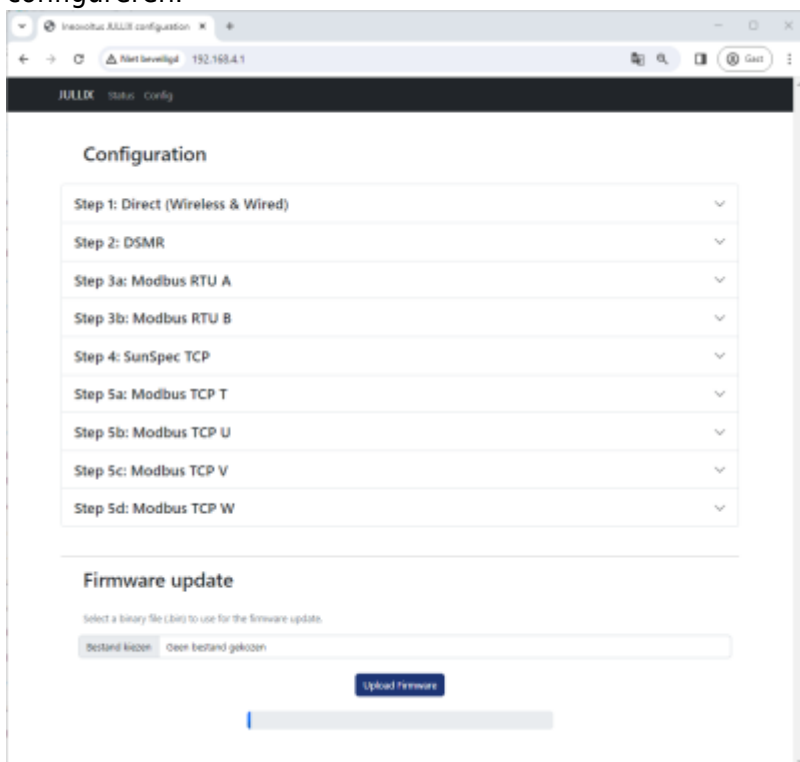 configureren.
Ineovoltus JULLIX configuration
Niet beveiligd 192.168.4.1
Gast
JULLIX Status Config
Configuration
Step 1: Direct (Wireless & Wired)
Step 2: DSMR
Step 3a: Modbus RTU A
Step 3b: Modbus RTU B
Step 4: SunSpec TCP
Step 5a: Modbus TCP T
Step 5b: Modbus TCP U
Step 5c: Modbus TCP V
Step 5d: Modbus TCP W
Firmware update
Select a binary file (.bin) to use for the firmware update.
Bestand kiezen Geen bestand gekozen
Upload Firmware